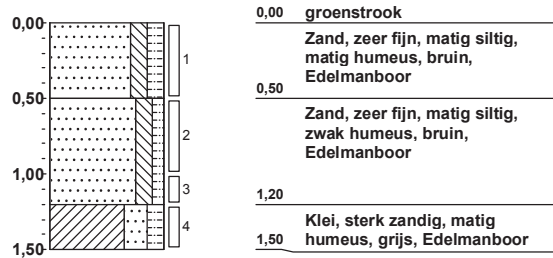 0,00
0,50
1,00
1,50
1
2
3
4
0,00 groenstrook
Zand, zeer fijn, matig siltig,
matig humeus, bruin,
Edelmanboor
0,50
Zand, zeer fijn, matig siltig,
zwak humeus, bruin,
Edelmanboor
1,20
Klei, sterk zandig, matig
1,50 humeus, grijs, Edelmanboor